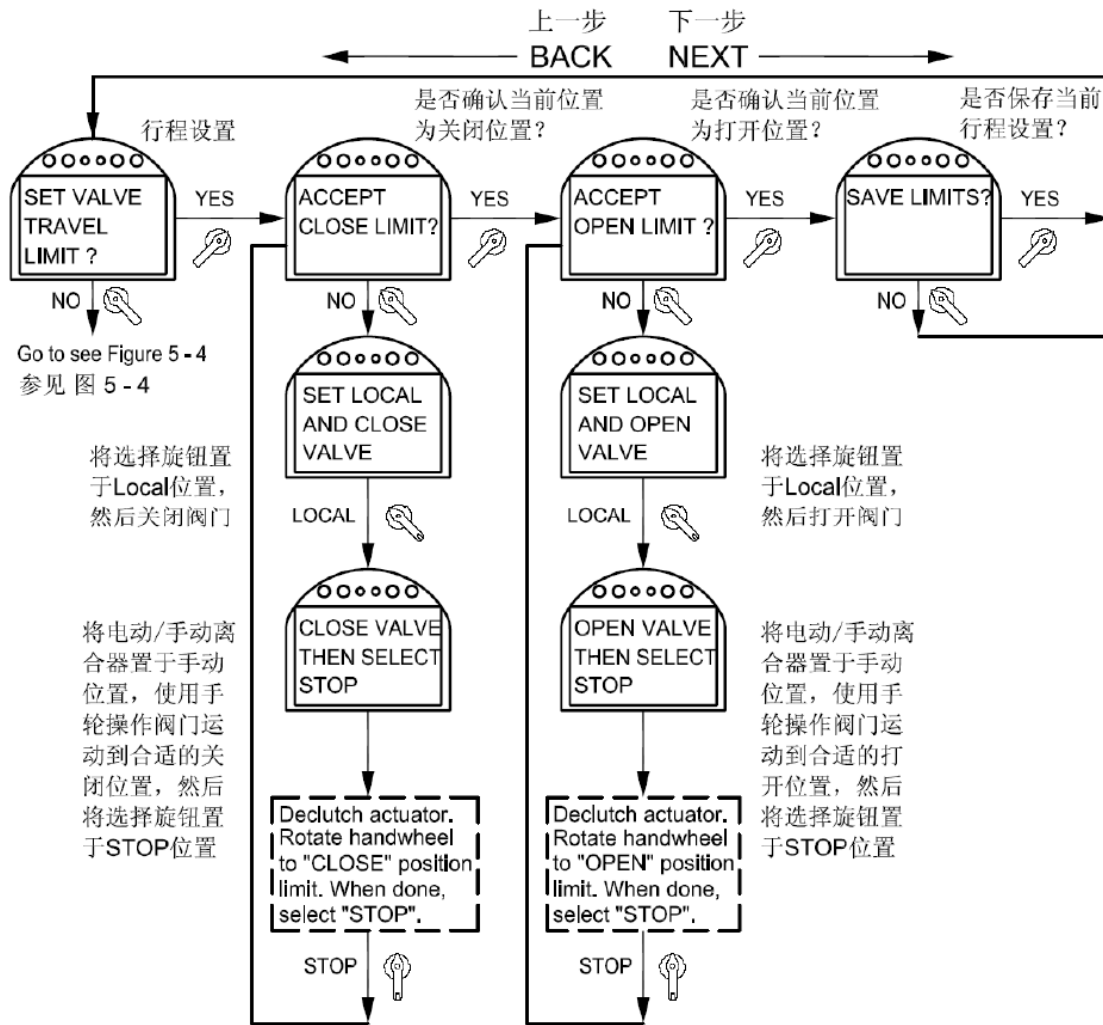 上一步 下一步
BACK NEXT
行程设置
是否确认当前位置
为关闭位置?
是否确认当前位置
为打开位置?
是否保存当前
行程设置?
SET VALVE
TRAVEL
LIMIT ?
YES
ACCEPT
CLOSE LIMIT?
YES
ACCEPT
OPEN LIMIT ?
YES
SAVE LIMITS?
YES
NO
NO
NO
NO
Go to see Figure 5 - 4
参见 图 5 - 4
SET LOCAL
AND CLOSE
VALVE
SET LOCAL
AND OPEN
VALVE
将选择旋钮置
于Local位置,
然后关闭阀门
LOCAL
LOCAL
将选择旋钮置
于Local位置,
然后打开阀门
将电动/手动离
合器置于手动
位置，使用手
轮操作阀门运
动到合适的关
闭位置，然后
将选择旋钮置
于STOP位置
CLOSE VALVE
THEN SELECT
STOP
OPEN VALVE
THEN SELECT
STOP
将电动/手动离
合器置于手动
位置，使用手
轮操作阀门运
动到合适的打
开位置，然后
将选择旋钮置
于STOP位置
Declutch actuator.
Rotate handwheel
to "CLOSE" position
limit. When done,
select "STOP".
Declutch actuator.
Rotate handwheel
to "OPEN" position
limit. When done,
select "STOP".
STOP
STOP